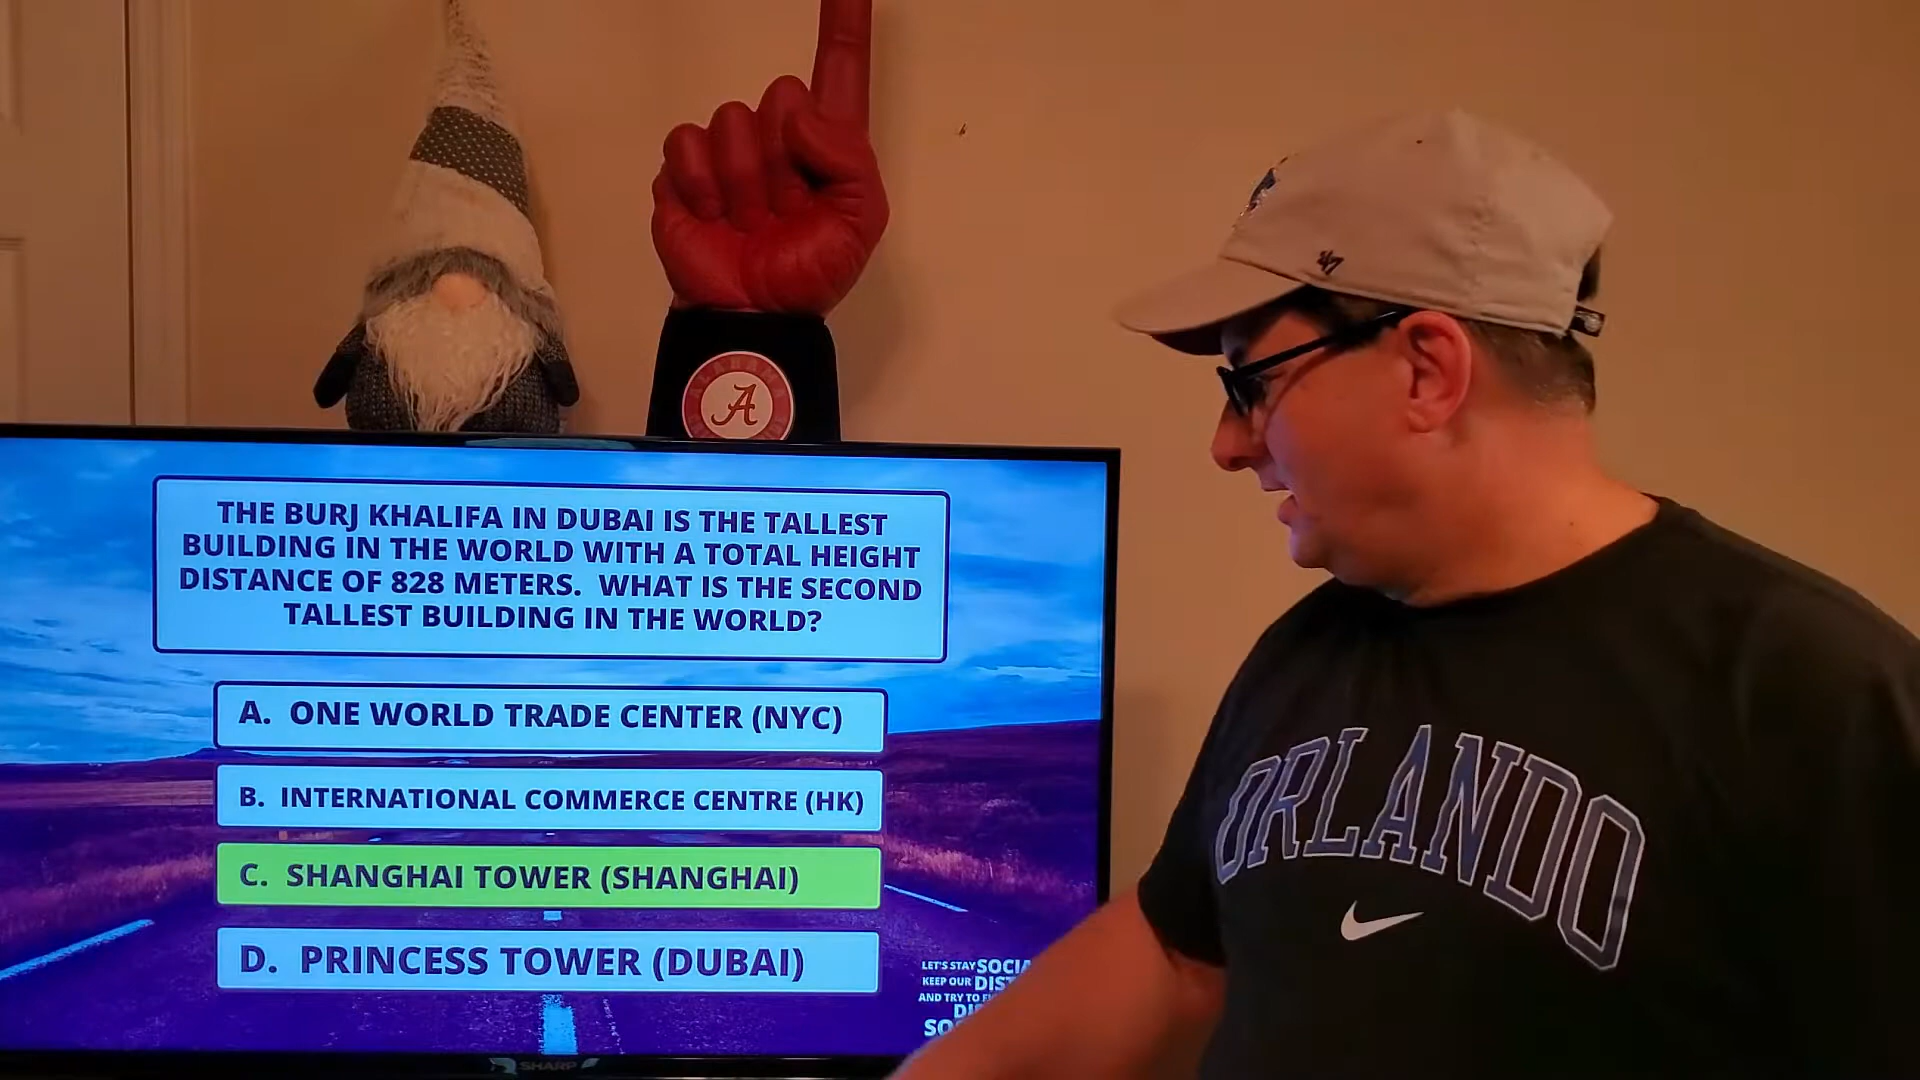 THE BURJ KHALIFA IN DUBAI IS THE TALLEST
BUILDING IN THE WORLD WITH A TOTAL HEIGHT
DISTANCE OF 828 METERS. WHAT IS THE SECOND
TALLEST BUILDING IN THE WORLD?
A. ONE WORLD TRADE CENTER (NYC)
B. INTERNATIONAL COMMERCE CENTRE (HK)
C. SHANGHAI TOWER (SHANGHAI)
D. PRINCESS TOWER (DUBAI)
LET'S STAY
KEEP OUR
AND TRY TO
SHARP
A
47
ORLANDO